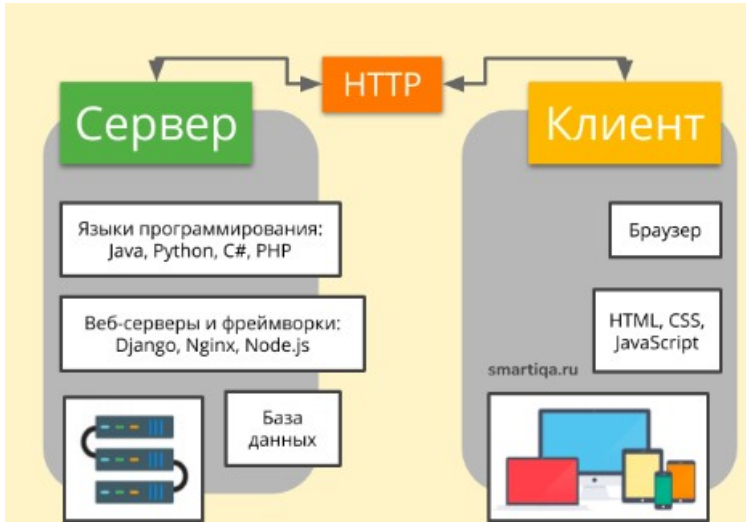 HTTP
Сервер
Клиент
Языки программирования:
Java, Python, C#, PHP
Веб-серверы и фреймворки:
Django, Nginx, Node.js
База
данных
Браузер
HTML, CSS,
JavaScript
smartiqa.ru